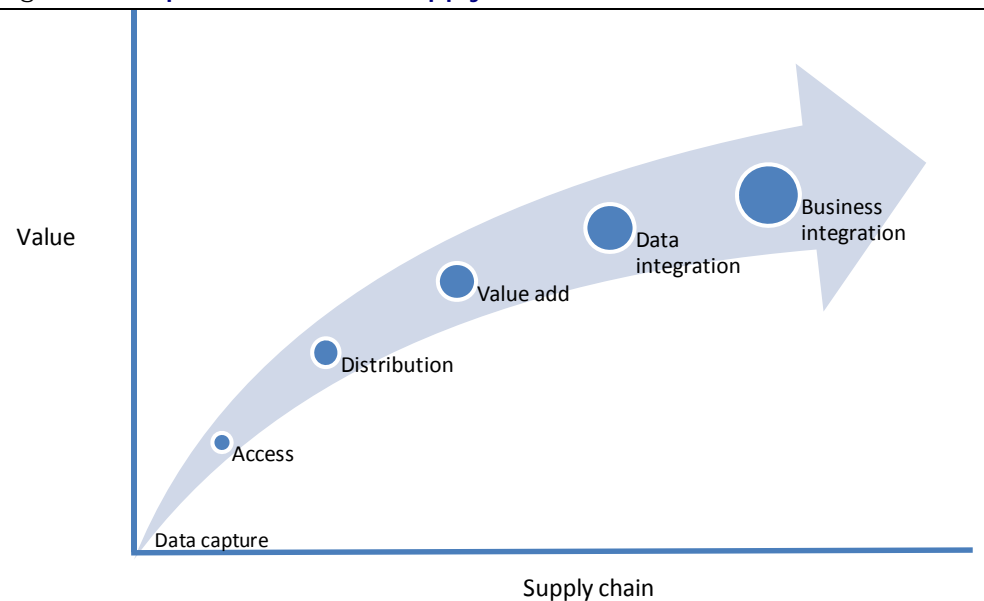 Value
Business
integration
Data
integration
Value add
Distribution
Access
Data capture
Supply chain